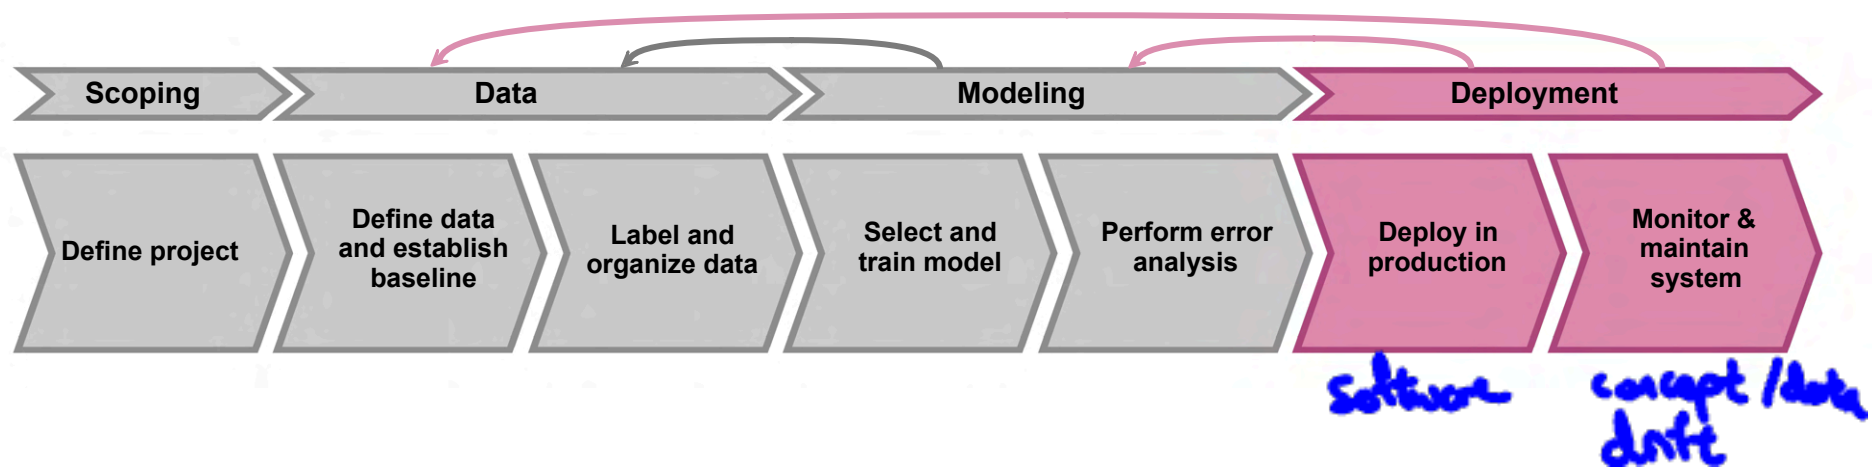 Scoping
Data
Modeling
Deployment
Define project
Define data
and establish
baseline
Label and
organize data
Select and
train model
Perform error
analysis
Deploy in
production
Monitor &
maintain
system
software
concept/data
drift